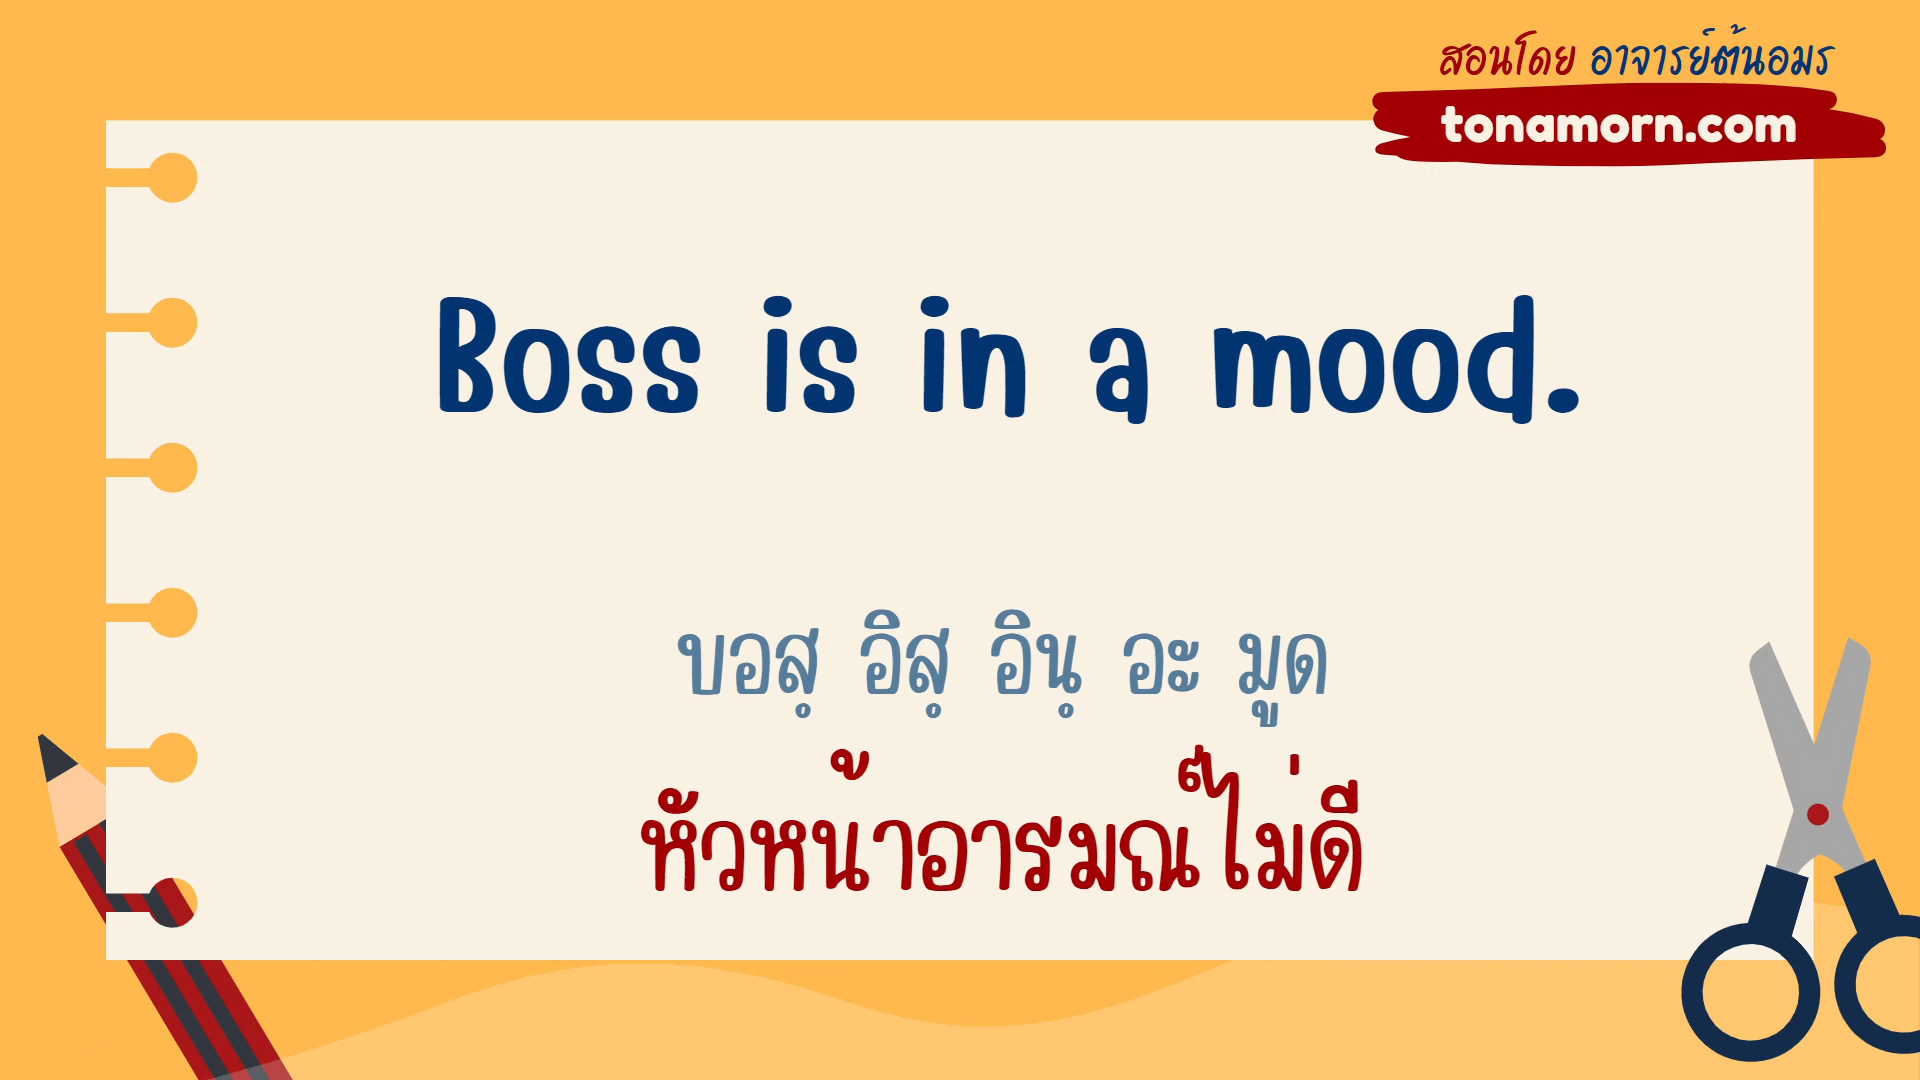 สอนโดย อาจารย์ต้นอมร
tonamorn.com
Boss is in a mood.
บอสฺ อิสฺ อินฺ อะ มูด
หัวหน้าอารมณ์ไม่ดี